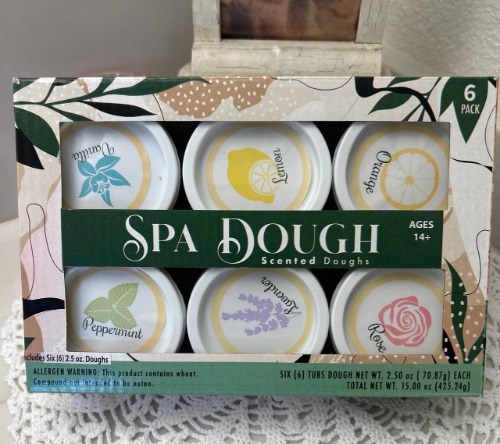 6
PACK
Vanilla
Lemon
Orange
SPA DOUGH
Scented Doughs
AGES
14+
Peppermint
Lavender
Rose
cludes Six (6) 2.5 oz. Doughs
ALLERGEN WARNING: This product contains wheat.
Compound not intended to be eaten.
SIX (6) TUBS DOUGH NET WT. 2.50 oz ( 70.87g) EACH
TOTAL NET WT. 15.00 oz (425.24g)